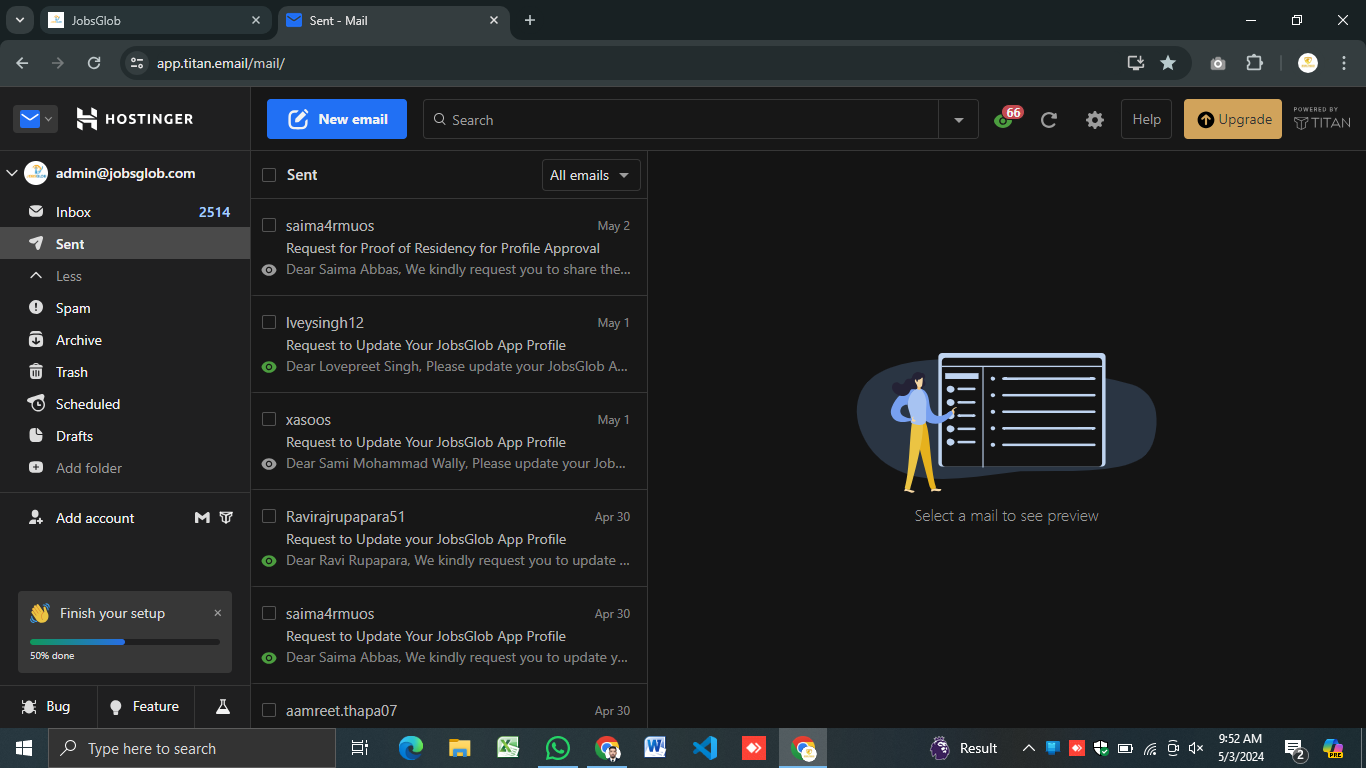 JobsGlob
Sent - Mail
app.titan.email/mail/
HOSTINGER
New email
Search
66
Help
Upgrade
POWERED BY
TITAN
admin@jobsglob.com
Inbox 2514
Sent
Less
Spam
Archive
Trash
Scheduled
Drafts
Add folder
Add account
Finish your setup
50% done
Bug
Feature
Sent
All emails
saima4rmuos May 2
Request for Proof of Residency for Profile Approval
Dear Saima Abbas, We kindly request you to share the...
lveysingh12 May 1
Request to Update Your JobsGlob App Profile
Dear Lovepreet Singh, Please update your JobsGlob A...
xasoos May 1
Request to Update Your JobsGlob App Profile
Dear Sami Mohammad Wally, Please update your Job...
Ravirajrupapara51 Apr 30
Request to Update your JobsGlob App Profile
Dear Ravi Rupapara, We kindly request you to update ...
saima4rmuos Apr 30
Request to Update Your JobsGlob App Profile
Dear Saima Abbas, We kindly request you to update y...
aamreet.thapa07 Apr 30
Select a mail to see preview
Type here to search
Result
9:52 AM
5/3/2024
2
PRE